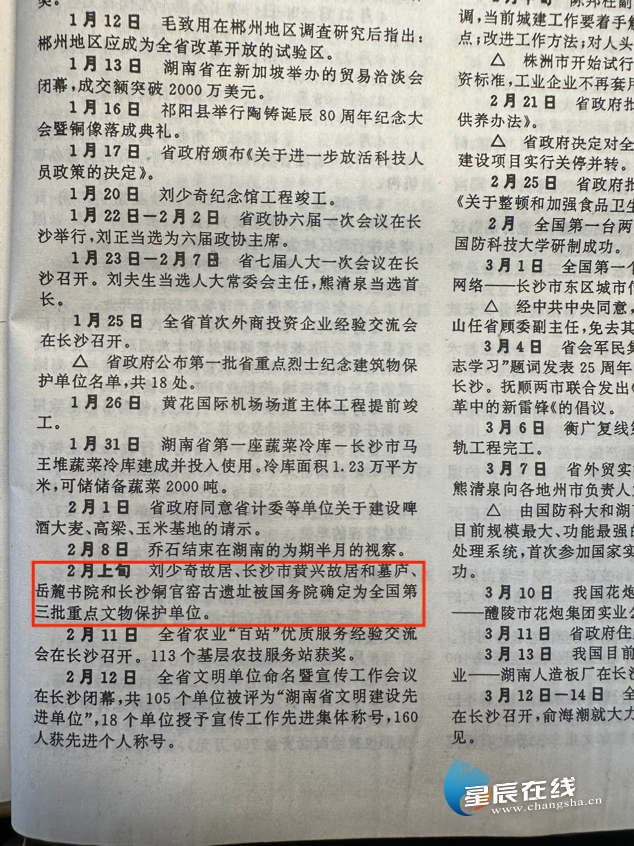 类。
1月12日 毛致用在郴州地区调查研究后指出：
郴州地区应成为全省改革开放的试验区。
1月13日 湖南省在新加坡举办的贸易洽谈会
闭幕，成交额突破2000万美元。
1月16日 祁阳县举行陶铸诞辰80周年纪念大
会暨铜像落成典礼。
1月17日 省政府颁布《关于进一步放活科技人
员政策的决定》。
1月20日 刘少奇纪念馆工程竣工。
1月22日－2月2日 省政协六届一次会议在长
沙举行，刘正当选为六届政协主席。
1月23日－2月7日 省七届人大一次会议在长
沙召开。刘夫生当选人大常委会主任，熊清泉当选省
长。
1月25日 全省首次外商投资企业经验交流会
在长沙召开。
△ 省政府公布第一批省重点烈士纪念建筑物保
护单位名单，共18处。
1月26日 黄花国际机场场道主体工程提前竣
工。
1月31日 湖南省第一座蔬菜冷库－长沙市马
王堆蔬菜冷库建成并投入使用。冷库面积1.23万平方
米，可储储备蔬菜2000吨。
2月1日 省政府同意省计委等单位关于建设啤
酒大麦、高梁、玉米基地的请示。
2月8日 乔石结束在湖南的为期半月的视察。
2月上旬 刘少奇故居、长沙市黄兴故居和墓庐、
岳麓书院和长沙铜官窑古遗址被国务院确定为全国第
三批重点文物保护单位。
2月11日 全省农业“百站”优质服务经验交流
会在长沙召开。113个基层农技服务站获奖。
2月12日 全省文明单位命名暨宣传工作会议
在长沙闭幕，共105个单位被评为“湖南省文明建设先
进单位”，18个单位授予宣传工作先进集体称号，160
人获先进个人称号。
调，当前城建工作要着手解
点；改进工作方法；对人头
△ 株洲市开始试行
资标准，工业企业不再套用
2月21日 省政府批
供养办法》。
△ 省政府决定对全
建设项目实行关停并转。
2月25日 省政府批
《关于整顿和加强食品卫生
2月 全国第一台两
国防科技大学研制成功。
3月1日 全国第一个
网络——长沙市东区城市信
△ 经中共中央同意，
山任省顾委副主任，免去其
3月4日 省会军民集
志学习”题词发表25周年
长沙。抚顺两市联合发出《
革中的新雷锋《的倡议。
3月6日 衡广复线
轨工程完工。
3月7日 省外贸实
熊清泉向各地州市负责人
△ 由国防科大和湖
目前规模最大、功能最强的
处理系统，首次参加国家实
功。
3月10日 我国花炮
——醴陵市花炮集团实业公
3月11日 省政府住
3月13日 我国目前
业——湖南人造板厂在长沙
3月12日－14日 全
在长沙召开，俞海潮就大力
见。
星辰在线
www.changsha.cn